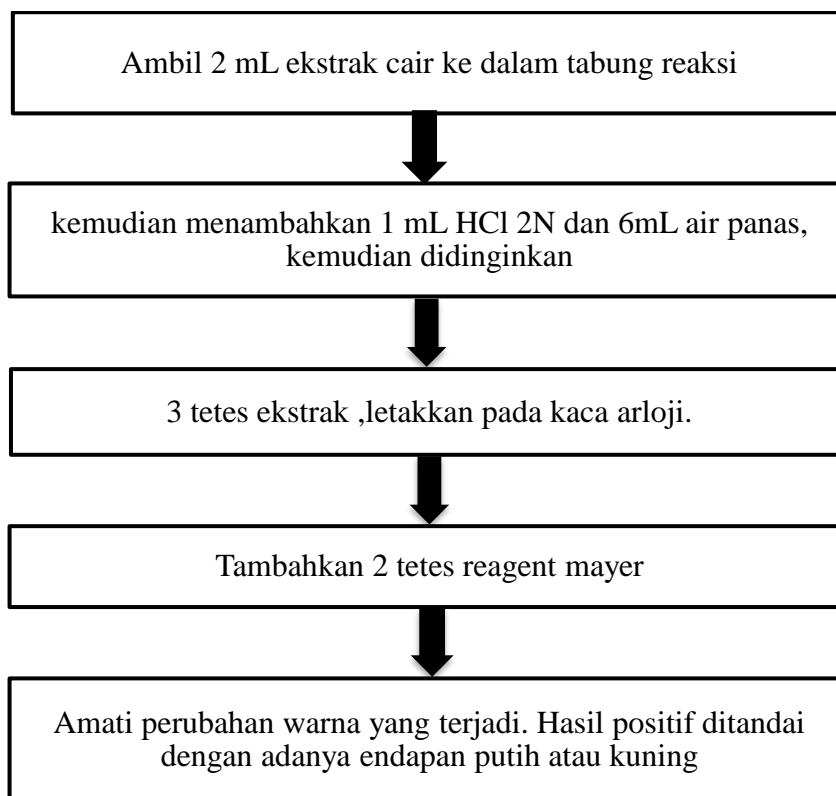 Ambil 2 mL ekstrak cair ke dalam tabung reaksi
kemudian menambahkan 1 mL HCl 2N dan 6mL air panas,
kemudian didinginkan
3 tetes ekstrak ,letakkan pada kaca arloji.
Tambahkan 2 tetes reagent mayer
Amati perubahan warna yang terjadi. Hasil positif ditandai
dengan adanya endapan putih atau kuning